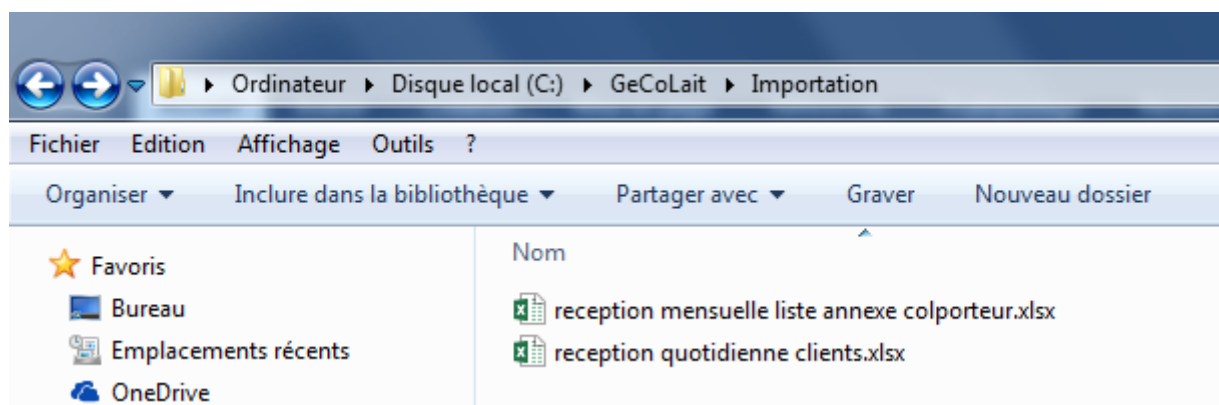 Ordinateur Disque local (C:) GeCoLait Importation
Fichier Edition Affichage Outils ?
Organiser Inclure dans la bibliothèque Partager avec Graver Nouveau dossier
Favoris
Bureau
Emplacements récents
OneDrive
Nom
reception mensuelle liste annexe colporteur.xlsx
reception quotidienne clients.xlsx